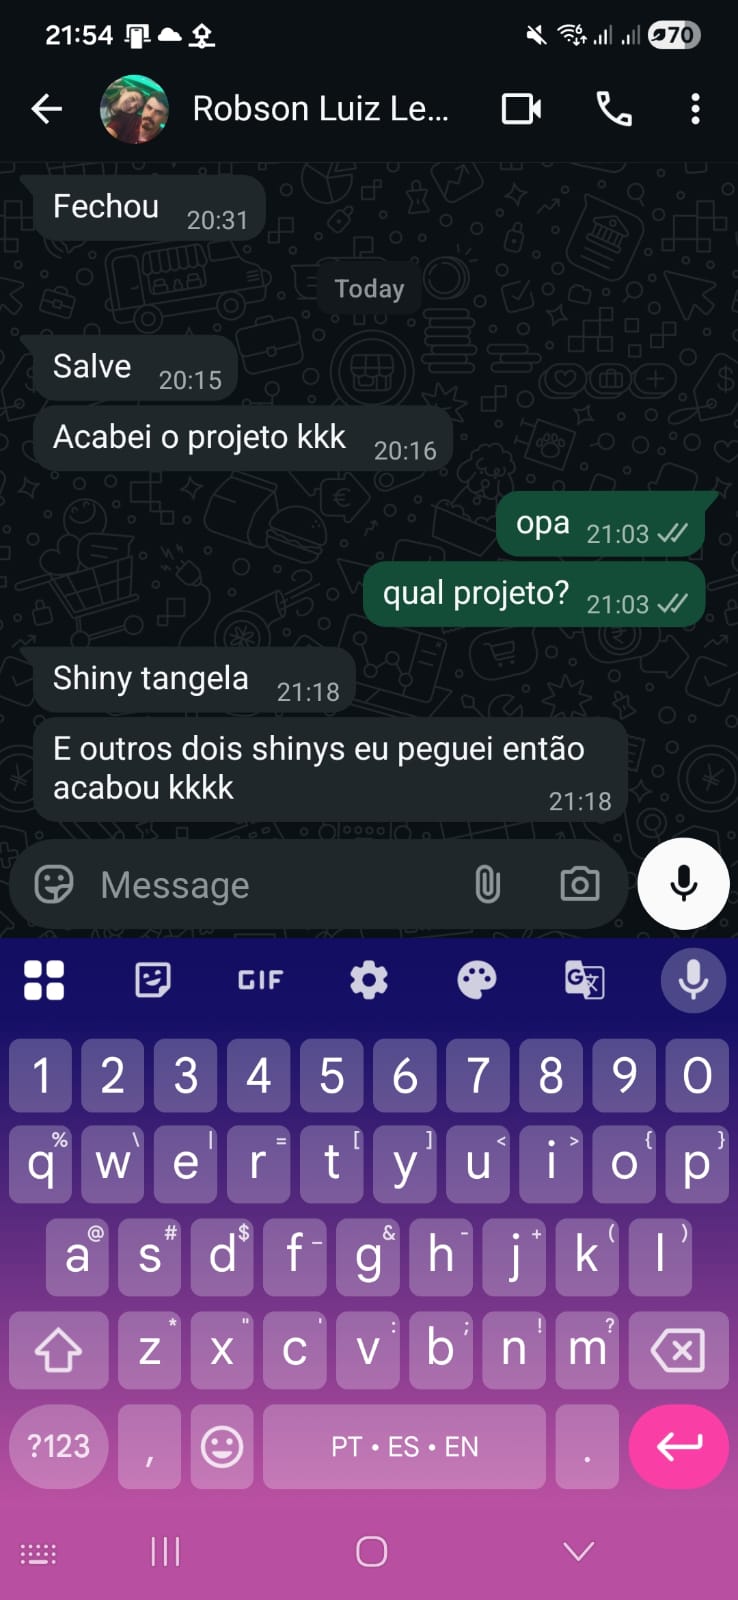 21:54
70
Robson Luiz Le...
Fechou 20:31
Today
Salve 20:15
Acabei o projeto kkk 20:16
opa 21:03
qual projeto? 21:03
Shiny tangela 21:18
E outros dois shinys eu peguei então
acabou kkkk 21:18
Message
GIF
1 2 3 4 5 6 7 8 9 0
% \ | = [ ] < > { }
q w e r t y u i o p
@ # $ _ & - + ( )
a s d f g h j k l
* " ' : ; ! ?
z x c v b n m
?123 , PT • ES • EN .